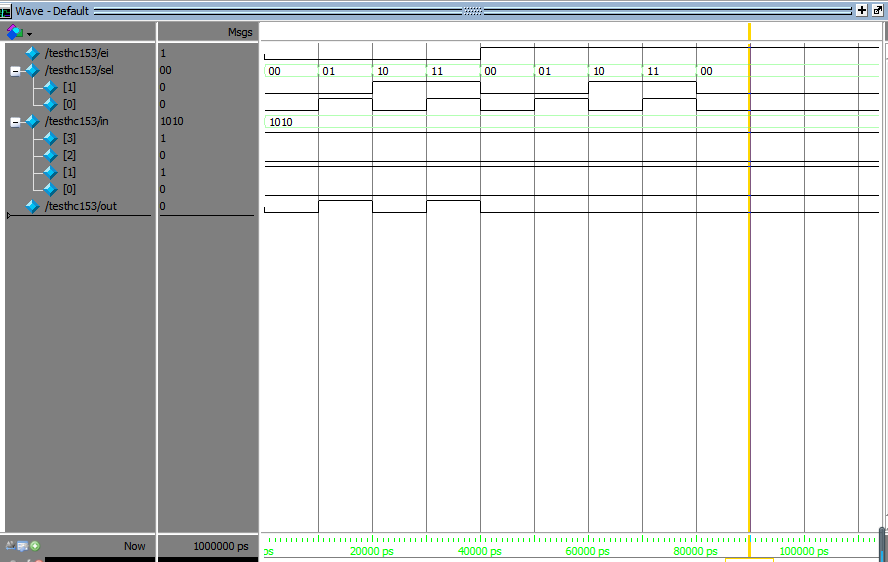 Wave - Default
Msgs
/testhc153/ei 1
/testhc153/sel 00 00 01 10 11 00 01 10 11 00
[1] 0
[0] 0
/testhc153/in 1010 1010
[3] 1
[2] 0
[1] 1
[0] 0
/testhc153/out 0
Now 1000000 ps ps 20000 ps 40000 ps 60000 ps 80000 ps 100000 ps